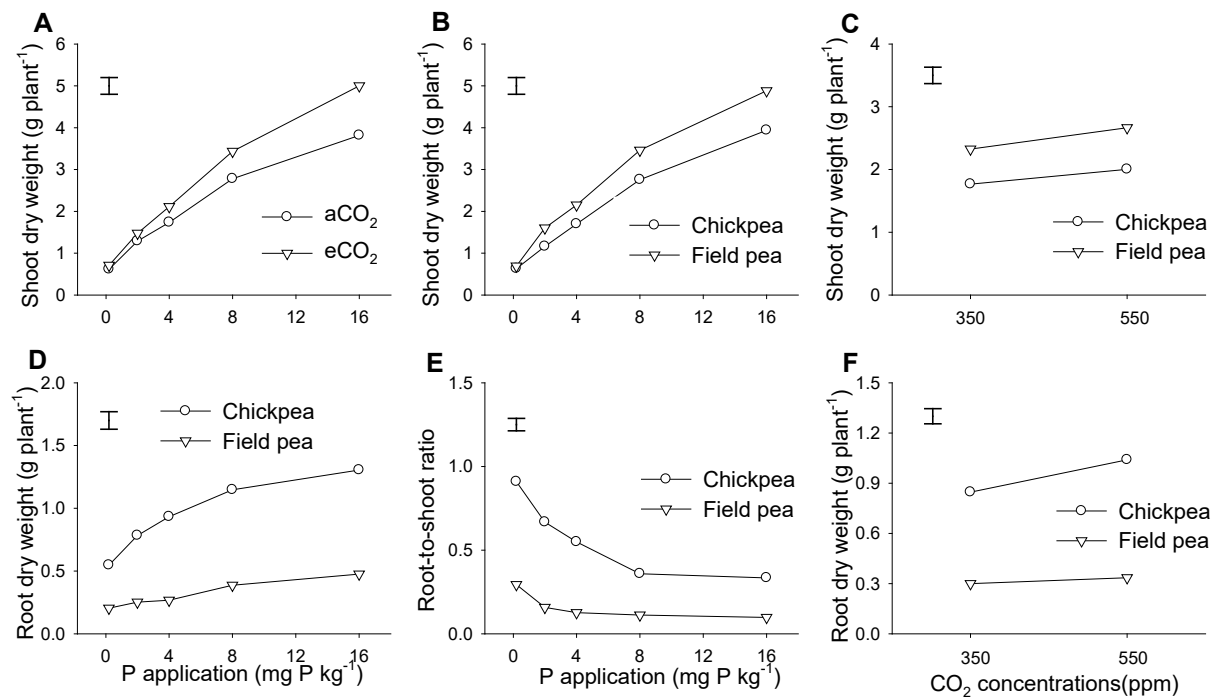 A
Shoot dry weight (g plant⁻¹)
6
5
4
3
2
1
0
0 4 8 12 16
aCO₂
eCO₂
B
Shoot dry weight (g plant⁻¹)
6
5
4
3
2
1
0
0 4 8 12 16
Chickpea
Field pea
C
Shoot dry weight (g plant⁻¹)
4
3
2
1
0
350 550
Chickpea
Field pea
D
Root dry weight (g plant⁻¹)
2.0
1.5
1.0
0.5
0.0
0 4 8 12 16
P application (mg P kg⁻¹)
Chickpea
Field pea
E
Root-to-shoot ratio
1.5
1.0
0.5
0.0
0 4 8 12 16
P application (mg P kg⁻¹)
Chickpea
Field pea
F
Root dry weight (g plant⁻¹)
1.5
1.2
0.9
0.6
0.3
0.0
350 550
CO₂ concentrations(ppm)
Chickpea
Field pea